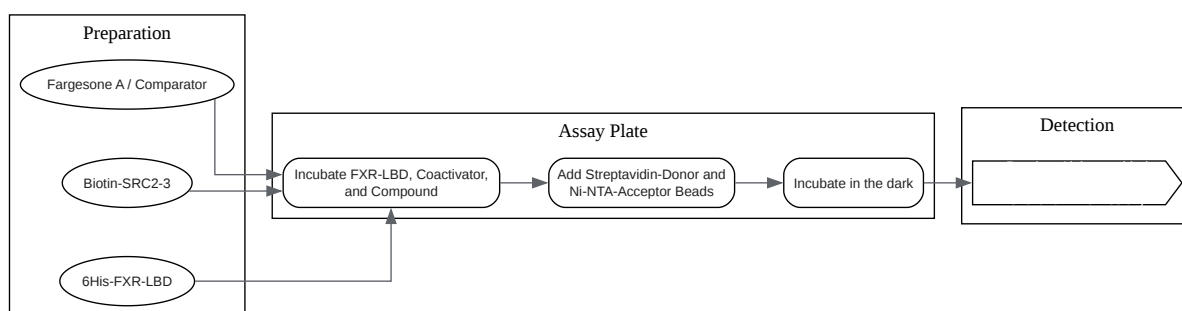 Preparation
Fargesone A / Comparator
Biotin-SRC2-3
6His-FXR-LBD
Assay Plate
Incubate FXR-LBD, Coactivator,
and Compound
Add Streptavidin-Donor and
Ni-NTA-Acceptor Beads
Incubate in the dark
Detection